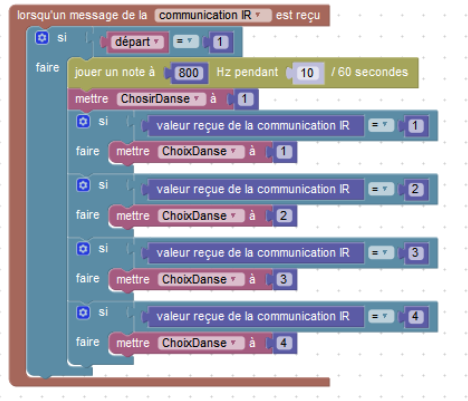 lorsqu'un message de la communication IR est reçu
si départ = 1
faire jouer un note à 800 Hz pendant 10 / 60 secondes
mettre ChosirDanse à 1
si valeur reçue de la communication IR = 1
faire mettre ChoixDanse à 1
si valeur reçue de la communication IR = 2
faire mettre ChoixDanse à 2
si valeur reçue de la communication IR = 3
faire mettre ChoixDanse à 3
si valeur reçue de la communication IR = 4
faire mettre ChoixDanse à 4